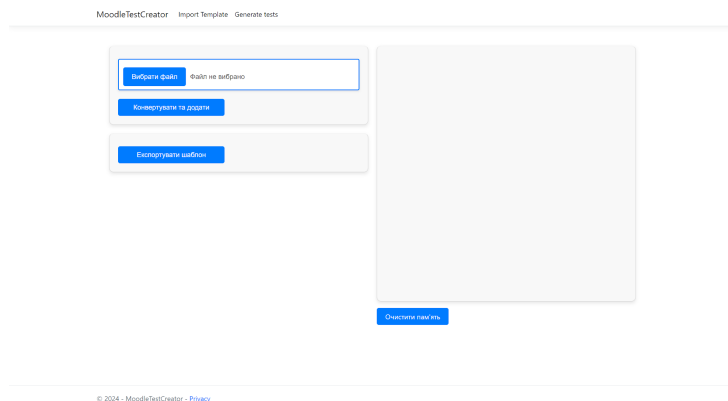 MoodleTestCreator Import Template Generate tests
Вибрати файл Файл не вибрано
Конвертувати та додати
Експортувати шаблон
Очистити пам'ять
© 2024 - MoodleTestCreator - Privacy